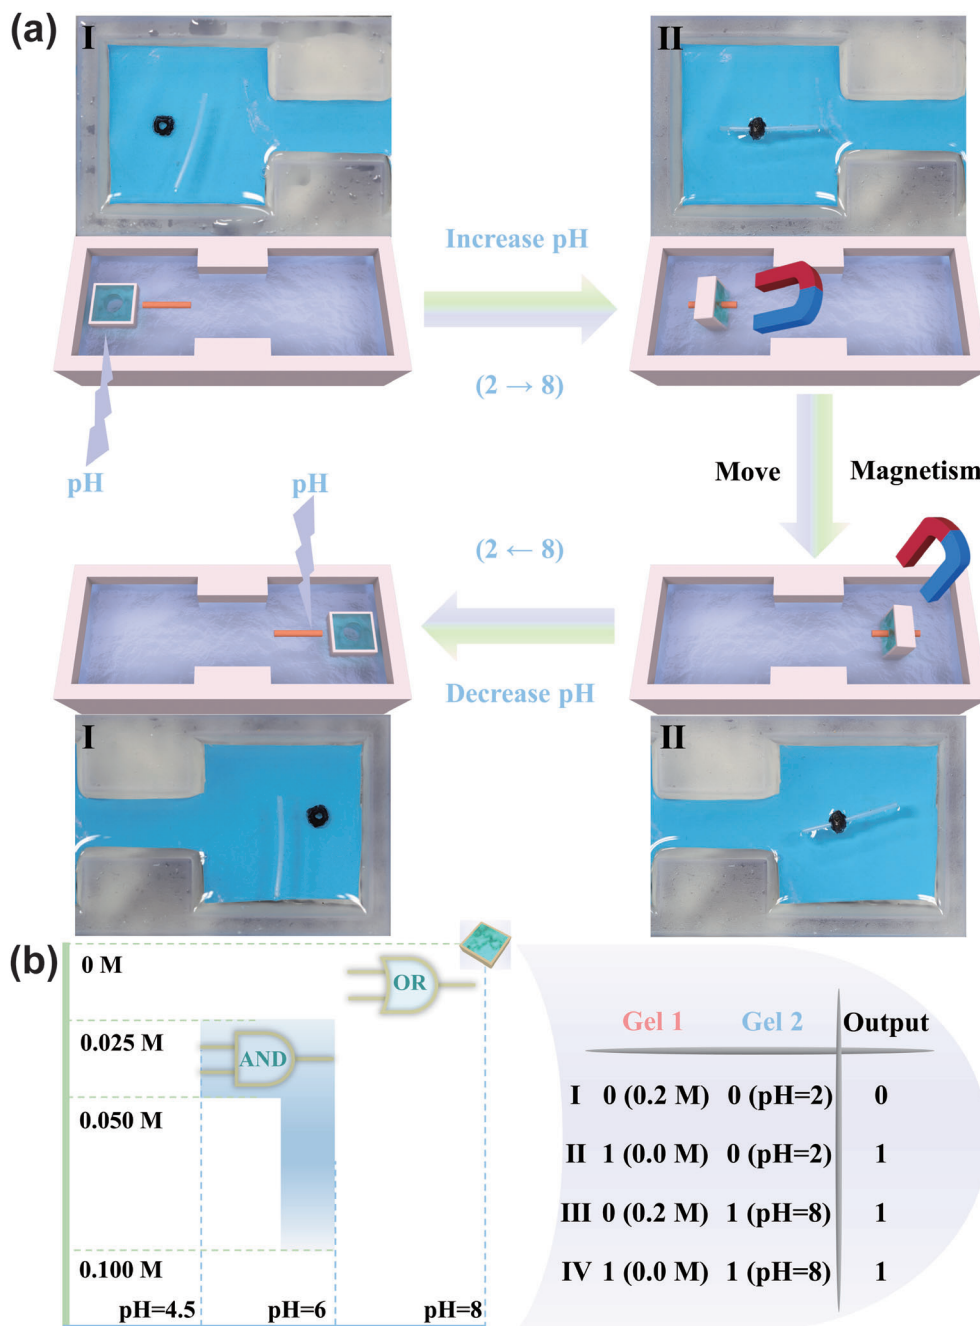 (a)
I
II
Increase pH
(2 → 8)
pH
pH
Move
Magnetism
(2 ← 8)
Decrease pH
I
II
(b)
0 M
OR
0.025 M
AND
0.050 M
0.100 M
pH=4.5
pH=6
pH=8
Gel 1 Gel 2 Output
I 0 (0.2 M) 0 (pH=2) 0
II 1 (0.0 M) 0 (pH=2) 1
III 0 (0.2 M) 1 (pH=8) 1
IV 1 (0.0 M) 1 (pH=8) 1